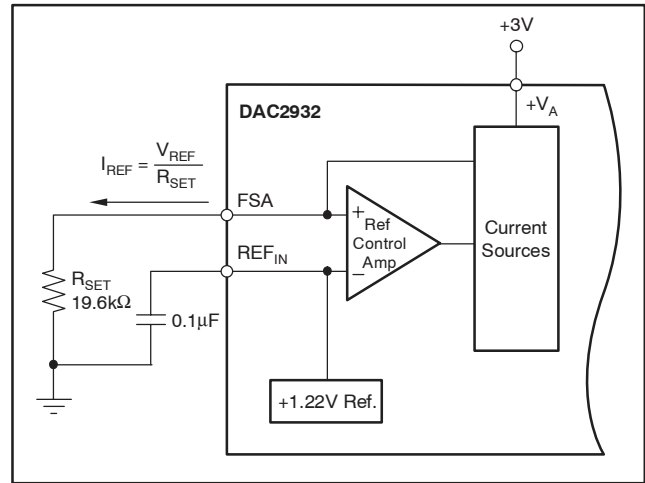 +3V
DAC2932
+V_A
I_REF = V_REF / R_SET
FSA
REF_IN
+
Ref
Control
Amp
−
Current
Sources
R_SET
19.6kΩ
0.1μF
+1.22V Ref.